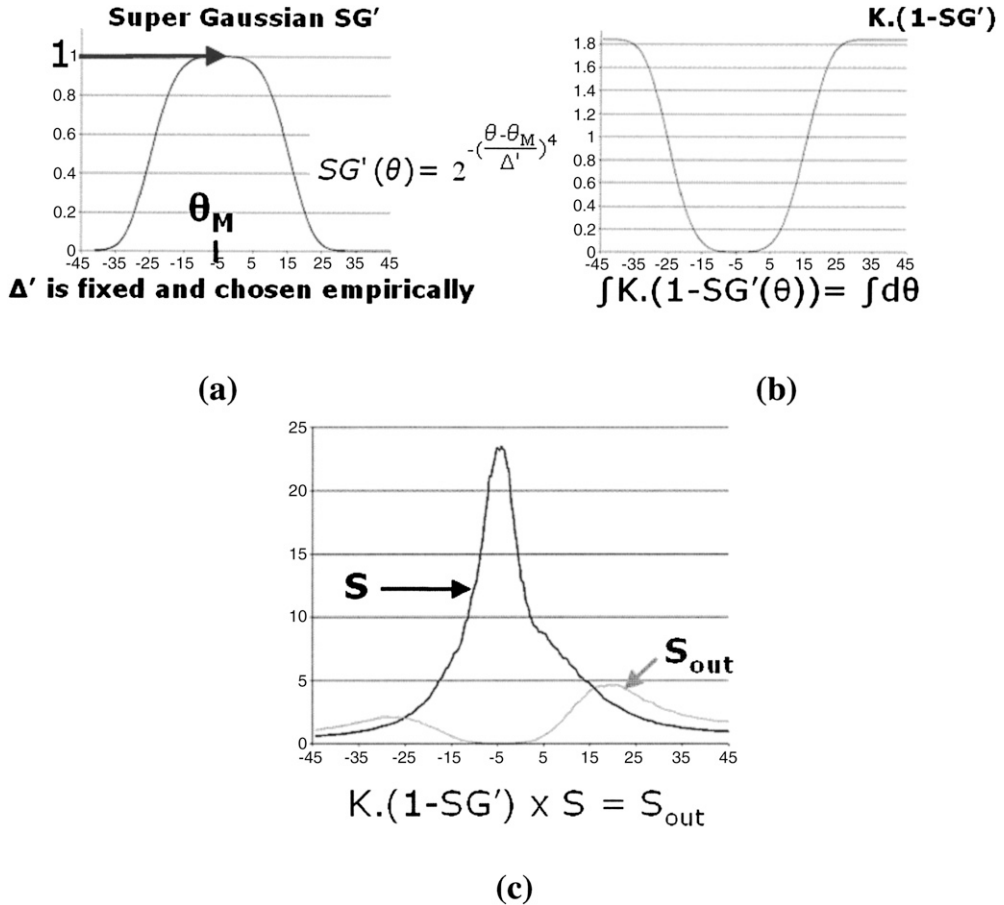 Super Gaussian SG'
1
1
0.8
0.6
0.4
0.2
0
-45 -35 -25 -15 -5 5 15 25 35 45
θM
SG'(θ) = 2^-((θ-θM)/Δ')^4
Δ' is fixed and chosen empirically
(a)
K.(1-SG')
1.8
1.6
1.4
1.2
1
0.8
0.6
0.4
0.2
0
-45 -35 -25 -15 -5 5 15 25 35 45
∫K.(1-SG'(θ))= ∫dθ
(b)
25
20
15
10
5
0
-45 -35 -25 -15 -5 5 15 25 35 45
S
Sout
K.(1-SG') x S = Sout
(c)